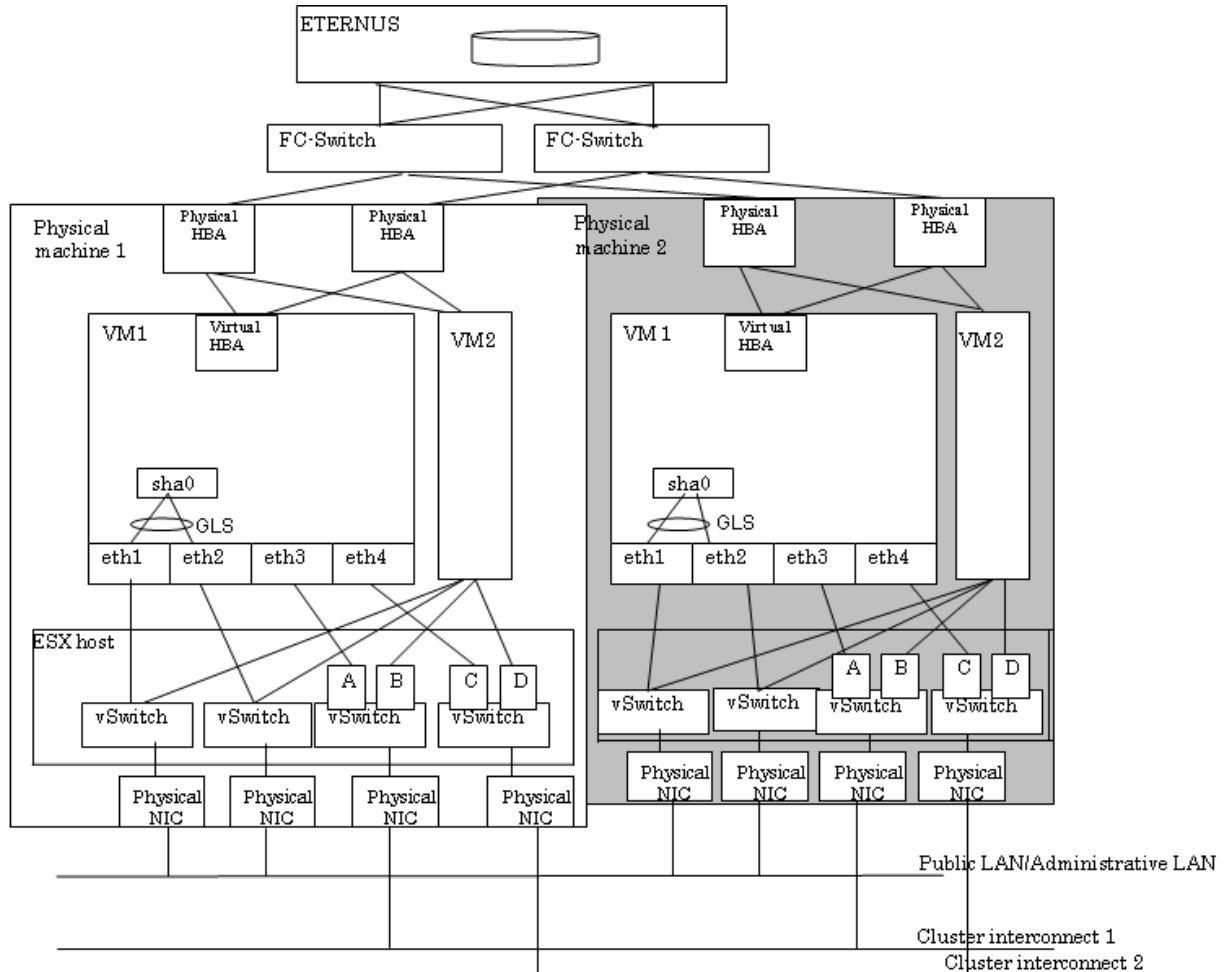 ETERNUS
FC-Switch
FC-Switch
Physical
machine 1
Physical
HBA
Physical
HBA
Physical
machine 2
Physical
HBA
Physical
HBA
VM1
Virtual
HBA
VM2
VM 1
Virtual
HBA
VM2
sha0
GLS
eth1
eth2
eth3
eth4
sha0
GLS
eth1
eth2
eth3
eth4
ESX host
A
B
C
D
vSwitch
vSwitch
vSwitch
vSwitch
A
B
C
D
vSwitch
vSwitch
vSwitch
vSwitch
Physical
NIC
Physical
NIC
Physical
NIC
Physical
NIC
Physical
NIC
Physical
NIC
Physical
NIC
Physical
NIC
Public LAN/Administrative LAN
Cluster interconnect 1
Cluster interconnect 2